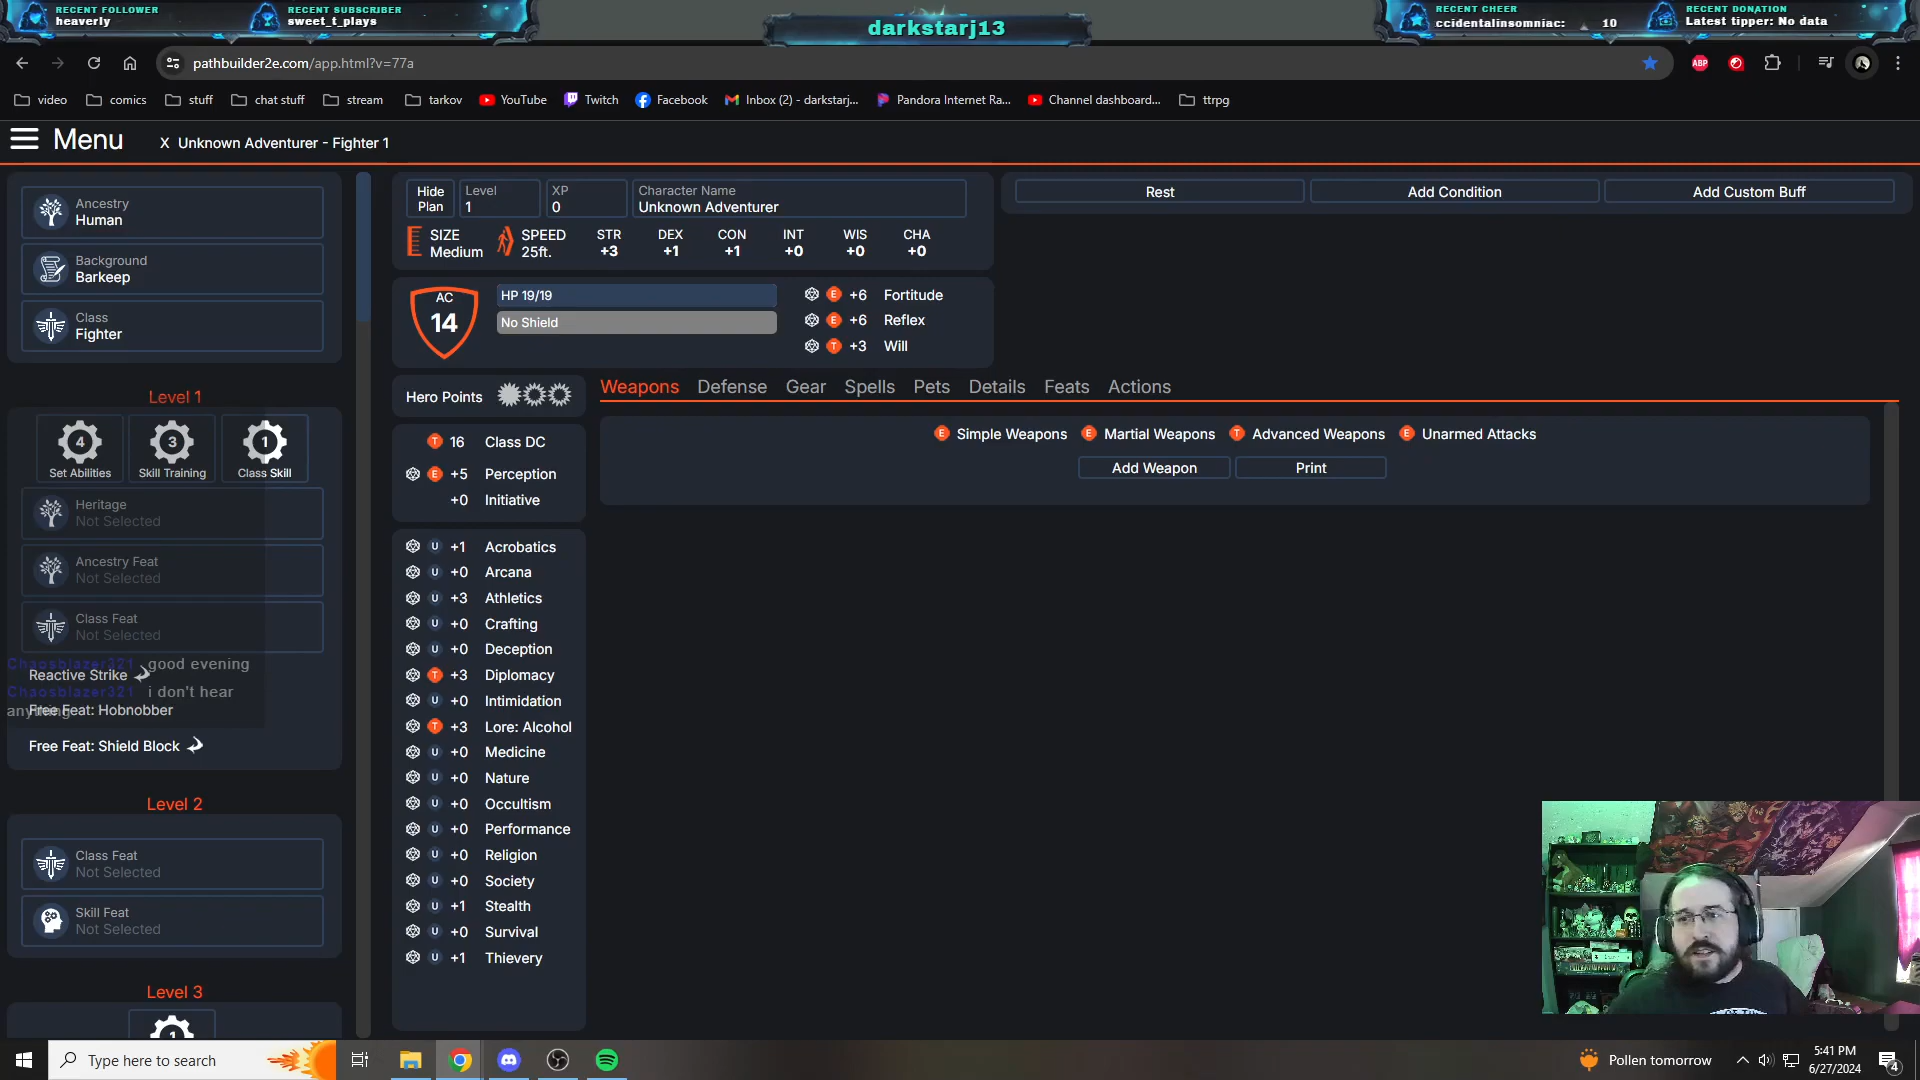 RECENT FOLLOWER
heaverly
RECENT SUBSCRIBER
sweet_t_plays
darkstarj13
RECENT CHEER
ccidentalinsomniac: 10
RECENT DONATION
Latest tipper: No data
pathbuilder2e.com/app.html?v=77a
ABP
video
comics
stuff
chat stuff
stream
tarkov
YouTube
Twitch
Facebook
Inbox (2) - darkstarj...
Pandora Internet Ra...
Channel dashboard...
ttrpg
Menu
X Unknown Adventurer - Fighter 1
Ancestry
Human
Background
Barkeep
Class
Fighter
Level 1
4
Set Abilities
3
Skill Training
1
Class Skill
Heritage
Not Selected
Ancestry Feat
Not Selected
Class Feat
Not Selected
Chaosblazer321 good evening
Reactive Strike
Chaosblazer321 i don't hear
anything
Free Feat: Hobnobber
Free Feat: Shield Block
Level 2
Class Feat
Not Selected
Skill Feat
Not Selected
Level 3
1
Hide Plan
Level
1
XP
0
Character Name
Unknown Adventurer
SIZE
Medium
SPEED
25ft.
STR
+3
DEX
+1
CON
+1
INT
+0
WIS
+0
CHA
+0
AC
14
HP 19/19
No Shield
E +6 Fortitude
E +6 Reflex
T +3 Will
Rest
Add Condition
Add Custom Buff
Hero Points
T 16 Class DC
E +5 Perception
+0 Initiative
U +1 Acrobatics
U +0 Arcana
U +3 Athletics
U +0 Crafting
U +0 Deception
T +3 Diplomacy
U +0 Intimidation
T +3 Lore: Alcohol
U +0 Medicine
U +0 Nature
U +0 Occultism
U +0 Performance
U +0 Religion
U +0 Society
U +1 Stealth
U +0 Survival
U +1 Thievery
Weapons
Defense
Gear
Spells
Pets
Details
Feats
Actions
E Simple Weapons
E Martial Weapons
T Advanced Weapons
E Unarmed Attacks
Add Weapon
Print
Type here to search
Pollen tomorrow
5:41 PM
6/27/2024
4